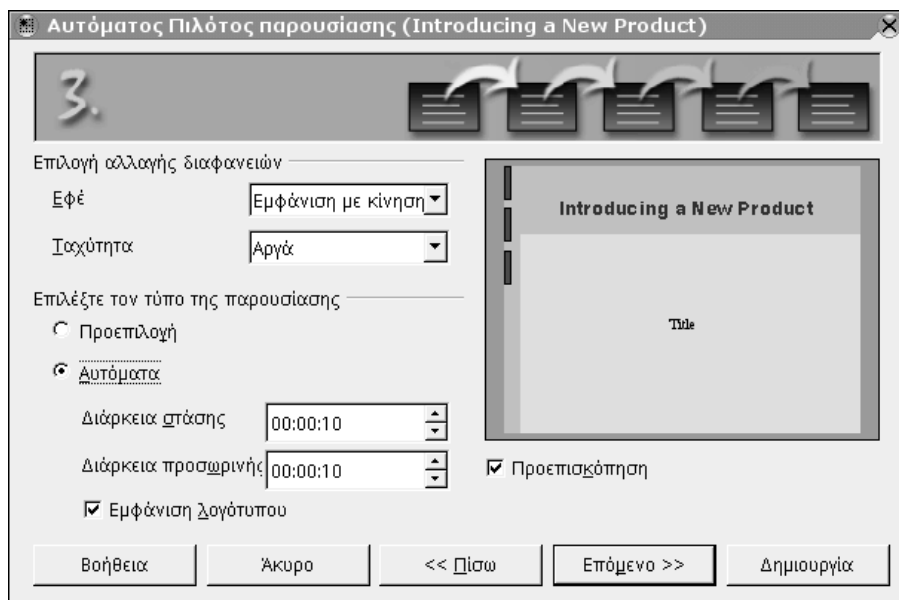 Αυτόματος Πιλότος παρουσίασης (Introducing a New Product)
3.
Επιλογή αλλαγής διαφανειών
Εφέ
Εμφάνιση με κίνηση
Ταχύτητα
Αργά
Επιλέξτε τον τύπο της παρουσίασης
Προεπιλογή
Αυτόματα
Διάρκεια στάσης
00:00:10
Διάρκεια προσωρινής
00:00:10
Εμφάνιση λογότυπου
Introducing a New Product
Title
Προεπισκόπηση
Βοήθεια
Άκυρο
<< Πίσω
Επόμενο >>
Δημιουργία